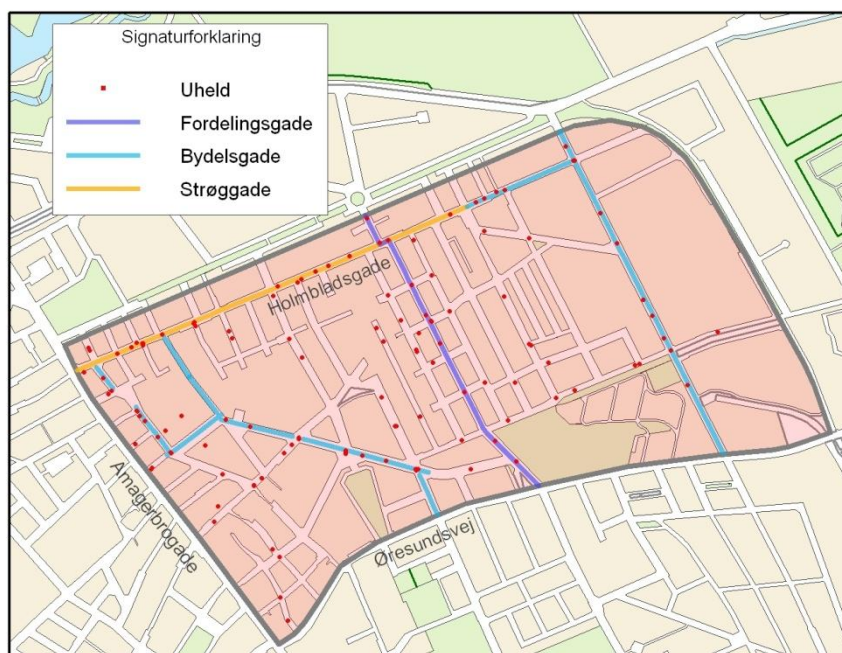 Signaturforklaring
Uheld
Fordelingsgade
Bydelsgade
Strøggade
Holmbladsgade
Amagerbrogade
Øresundsvej